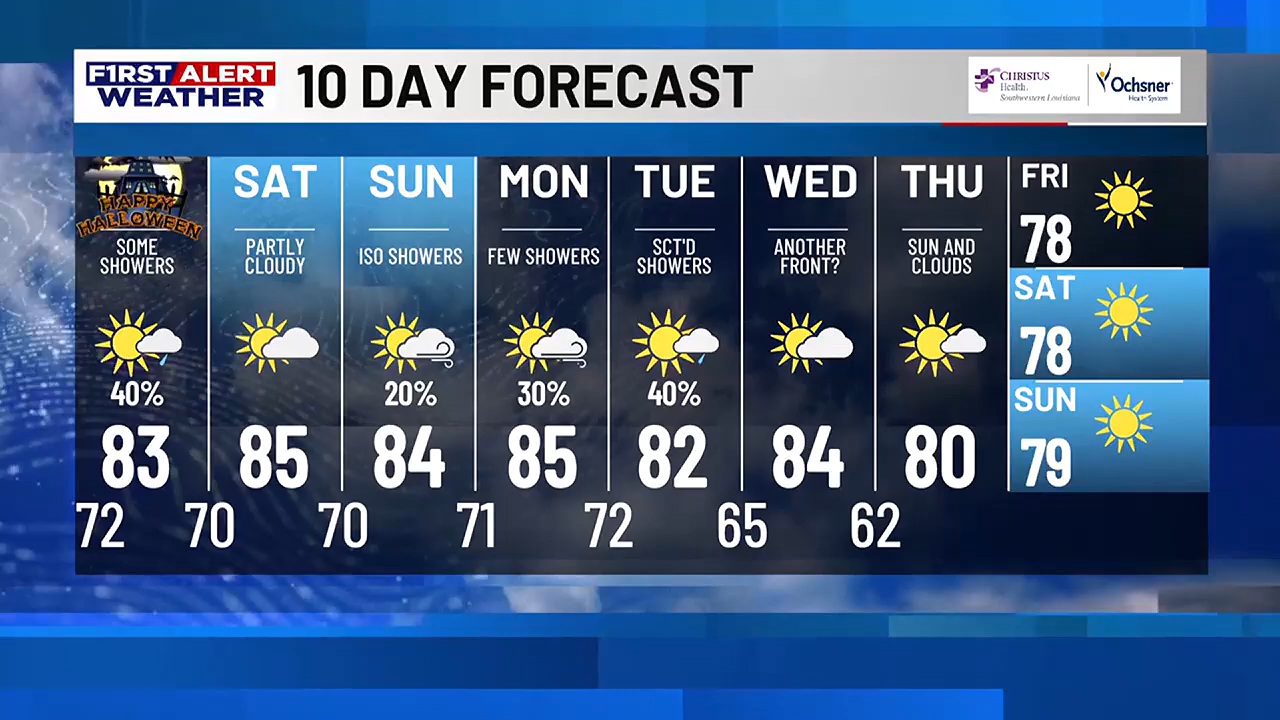 F1RST ALERT
WEATHER
10 DAY FORECAST
CHRISTUS
Health.
Southwestern Louisiana
Ochsner
Health System
HAPPY
HALLOWEEN
SOME
SHOWERS
40%
83
SAT
PARTLY
CLOUDY
85
SUN
ISO SHOWERS
20%
84
MON
FEW SHOWERS
30%
85
TUE
SCT'D
SHOWERS
40%
82
WED
ANOTHER
FRONT?
84
THU
SUN AND
CLOUDS
80
FRI
78
SAT
78
SUN
79
72 70 70 71 72 65 62